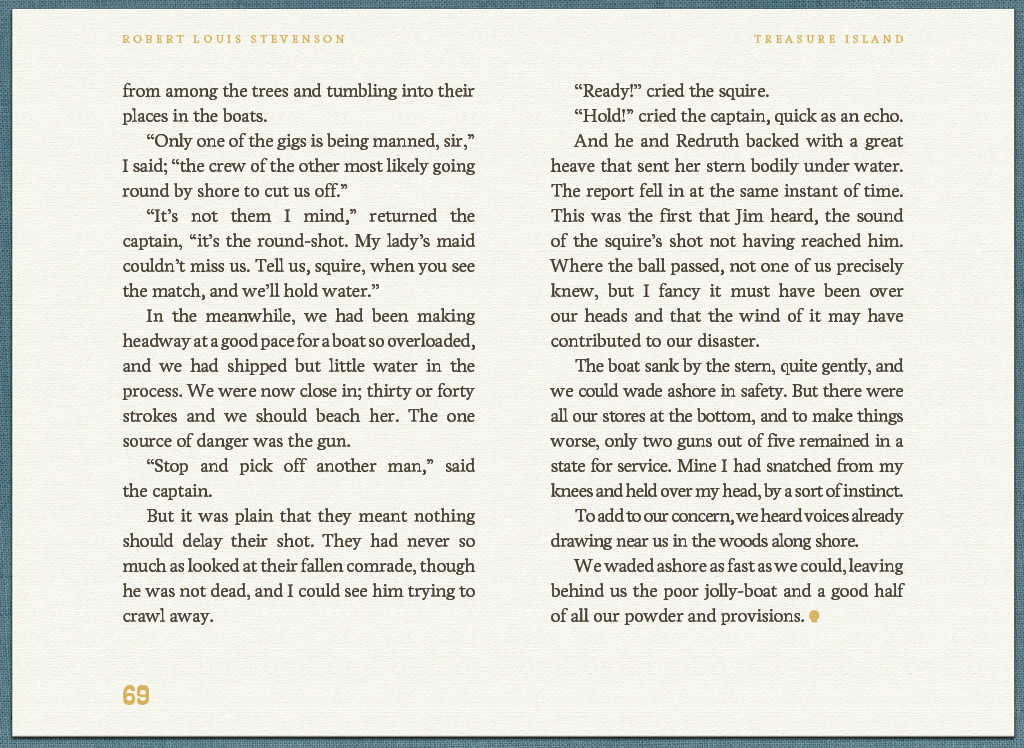 ROBERT LOUIS STEVENSON
TREASURE ISLAND
from among the trees and tumbling into their
places in the boats.
“Only one of the gigs is being manned, sir,”
I said; “the crew of the other most likely going
round by shore to cut us off.”
“It’s not them I mind,” returned the
captain, “it’s the round-shot. My lady’s maid
couldn’t miss us. Tell us, squire, when you see
the match, and we’ll hold water.”
In the meanwhile, we had been making
headway at a good pace for a boat so overloaded,
and we had shipped but little water in the
process. We were now close in; thirty or forty
strokes and we should beach her. The one
source of danger was the gun.
“Stop and pick off another man,” said
the captain.
But it was plain that they meant nothing
should delay their shot. They had never so
much as looked at their fallen comrade, though
he was not dead, and I could see him trying to
crawl away.
“Ready!” cried the squire.
“Hold!” cried the captain, quick as an echo.
And he and Redruth backed with a great
heave that sent her stern bodily under water.
The report fell in at the same instant of time.
This was the first that Jim heard, the sound
of the squire’s shot not having reached him.
Where the ball passed, not one of us precisely
knew, but I fancy it must have been over
our heads and that the wind of it may have
contributed to our disaster.
The boat sank by the stern, quite gently, and
we could wade ashore in safety. But there were
all our stores at the bottom, and to make things
worse, only two guns out of five remained in a
state for service. Mine I had snatched from my
knees and held over my head, by a sort of instinct.
To add to our concern, we heard voices already
drawing near us in the woods along shore.
We waded ashore as fast as we could, leaving
behind us the poor jolly-boat and a good half
of all our powder and provisions.
69